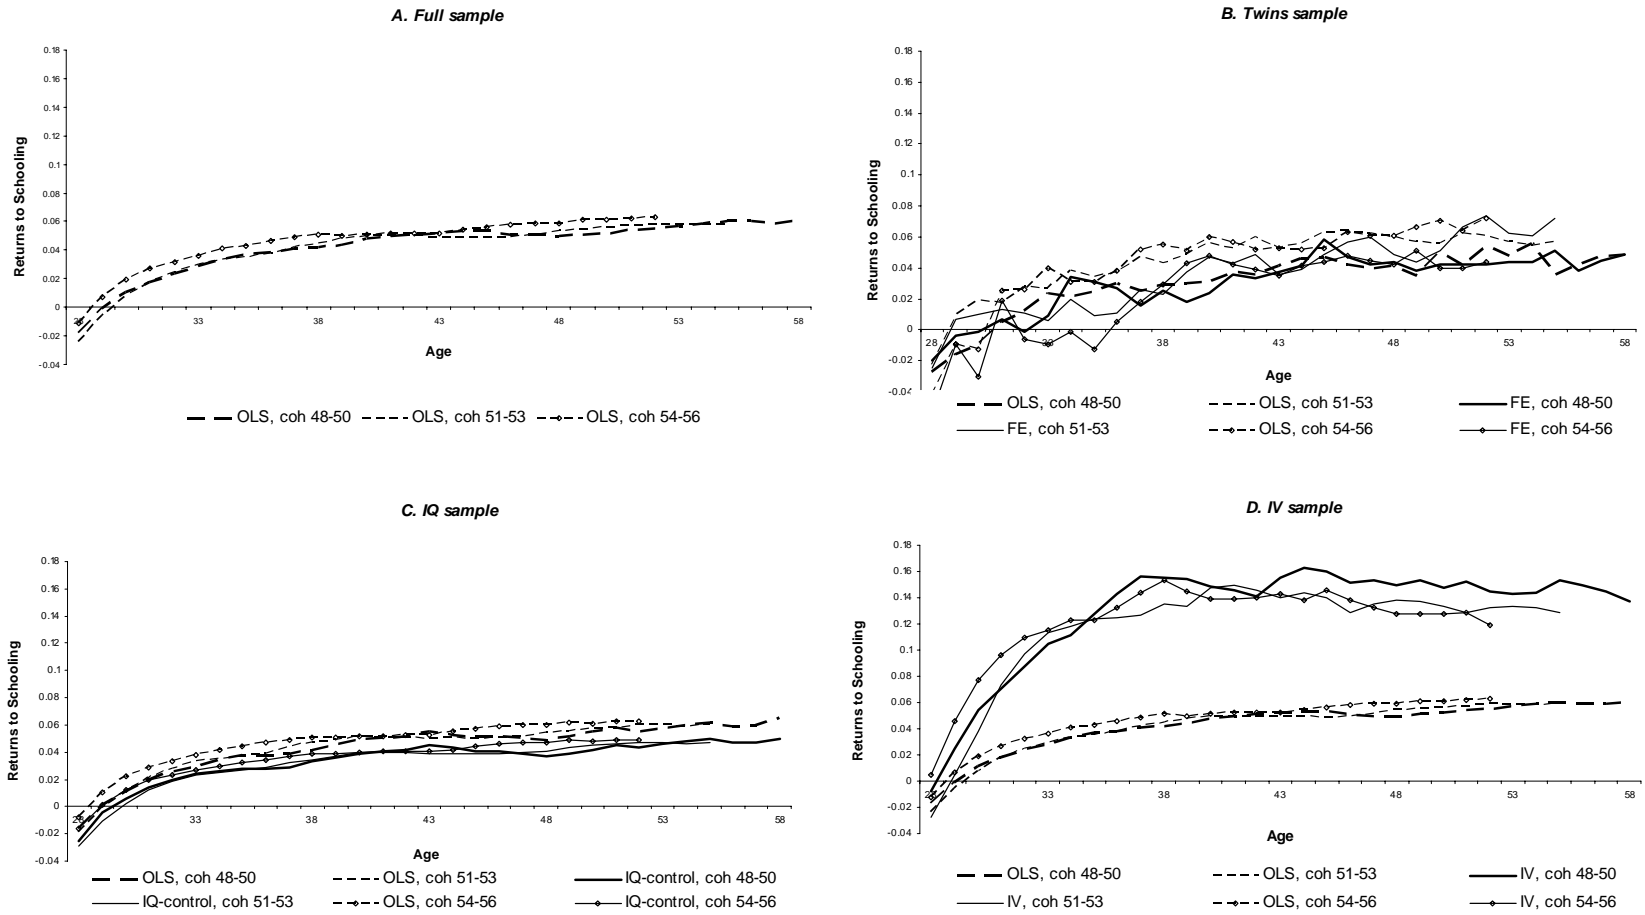 A. Full sample
0.18
0.16
0.14
0.12
0.1
0.08
0.06
0.04
0.02
0
-0.02
-0.04
28 33 38 43 48 53 58
Returns to Schooling
Age
OLS, coh 48-50 OLS, coh 51-53 OLS, coh 54-56
B. Twins sample
0.18
0.16
0.14
0.12
0.1
0.08
0.06
0.04
0.02
0
-0.02
-0.04
28 33 38 43 48 53 58
Returns to Schooling
Age
OLS, coh 48-50 OLS, coh 51-53 FE, coh 48-50
FE, coh 51-53 OLS, coh 54-56 FE, coh 54-56
C. IQ sample
0.18
0.16
0.14
0.12
0.1
0.08
0.06
0.04
0.02
0
-0.02
-0.04
28 33 38 43 48 53 58
Returns to Schooling
Age
OLS, coh 48-50 OLS, coh 51-53 IQ-control, coh 48-50
IQ-control, coh 51-53 OLS, coh 54-56 IQ-control, coh 54-56
D. IV sample
0.18
0.16
0.14
0.12
0.1
0.08
0.06
0.04
0.02
0
-0.02
-0.04
28 33 38 43 48 53 58
Returns to Schooling
Age
OLS, coh 48-50 OLS, coh 51-53 IV, coh 48-50
IV, coh 51-53 OLS, coh 54-56 IV, coh 54-56